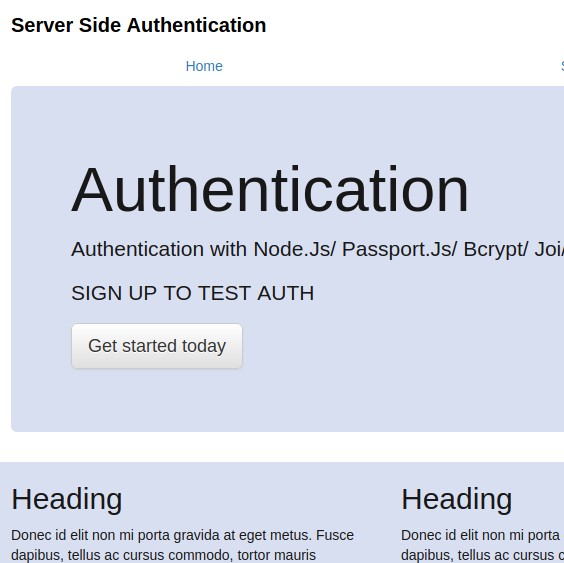 Server Side Authentication
Home
Authentication
Authentication with Node.Js/ Passport.Js/ Bcrypt/ Joi/
SIGN UP TO TEST AUTH
Get started today
Heading
Donec id elit non mi porta gravida at eget metus. Fusce
dapibus, tellus ac cursus commodo, tortor mauris
Heading
Donec id elit non mi porta
dapibus, tellus ac cursus